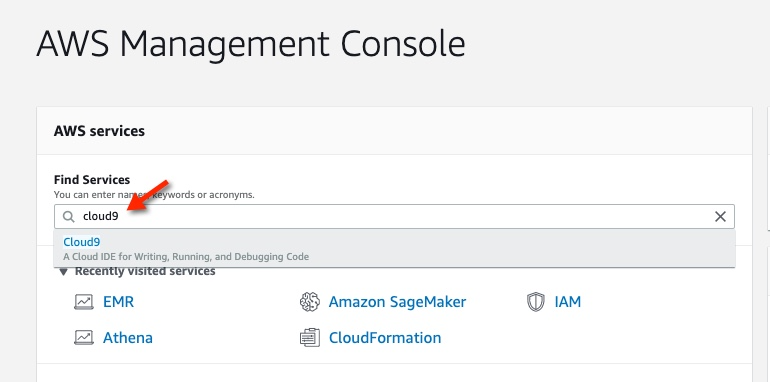 AWS Management Console
AWS services
Find Services
You can enter names, keywords or acronyms.
cloud9
Cloud9
A Cloud IDE for Writing, Running, and Debugging Code
Recently visited services
EMR
Amazon SageMaker
IAM
Athena
CloudFormation